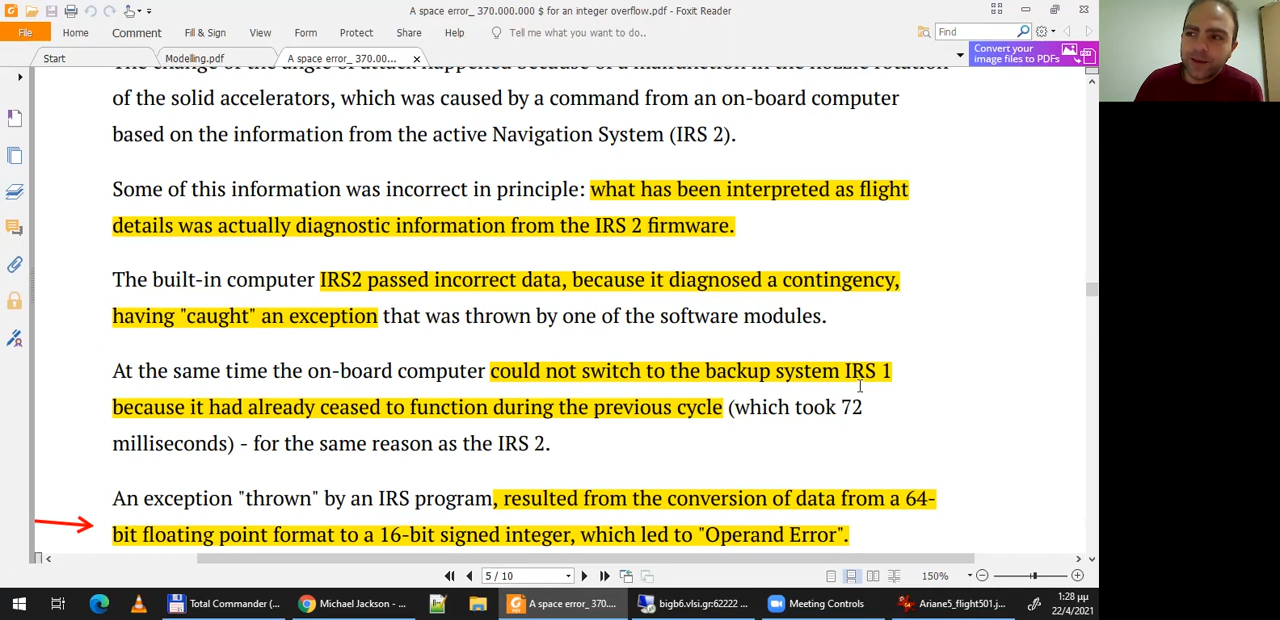 A space error_ 370.000.000 $ for an integer overflow.pdf - Foxit Reader
File Home Comment Fill & Sign View Form Protect Share Help Tell me what you want to do.. Find
Start Modelling.pdf A space error_ 370.00... Convert your
image files to PDFs
of the solid accelerators, which was caused by a command from an on-board computer
based on the information from the active Navigation System (IRS 2).
Some of this information was incorrect in principle: what has been interpreted as flight
details was actually diagnostic information from the IRS 2 firmware.
The built-in computer IRS2 passed incorrect data, because it diagnosed a contingency,
having "caught" an exception that was thrown by one of the software modules.
At the same time the on-board computer could not switch to the backup system IRS 1
because it had already ceased to function during the previous cycle (which took 72
milliseconds) - for the same reason as the IRS 2.
An exception "thrown" by an IRS program, resulted from the conversion of data from a 64-
bit floating point format to a 16-bit signed integer, which led to "Operand Error".
5 / 10 150%
Total Commander (... Michael Jackson - ... A space error_ 370.... bigb6.vlsi.gr:62222 ... Meeting Controls Ariane5_flight501.j... 1:28 μμ
22/4/2021